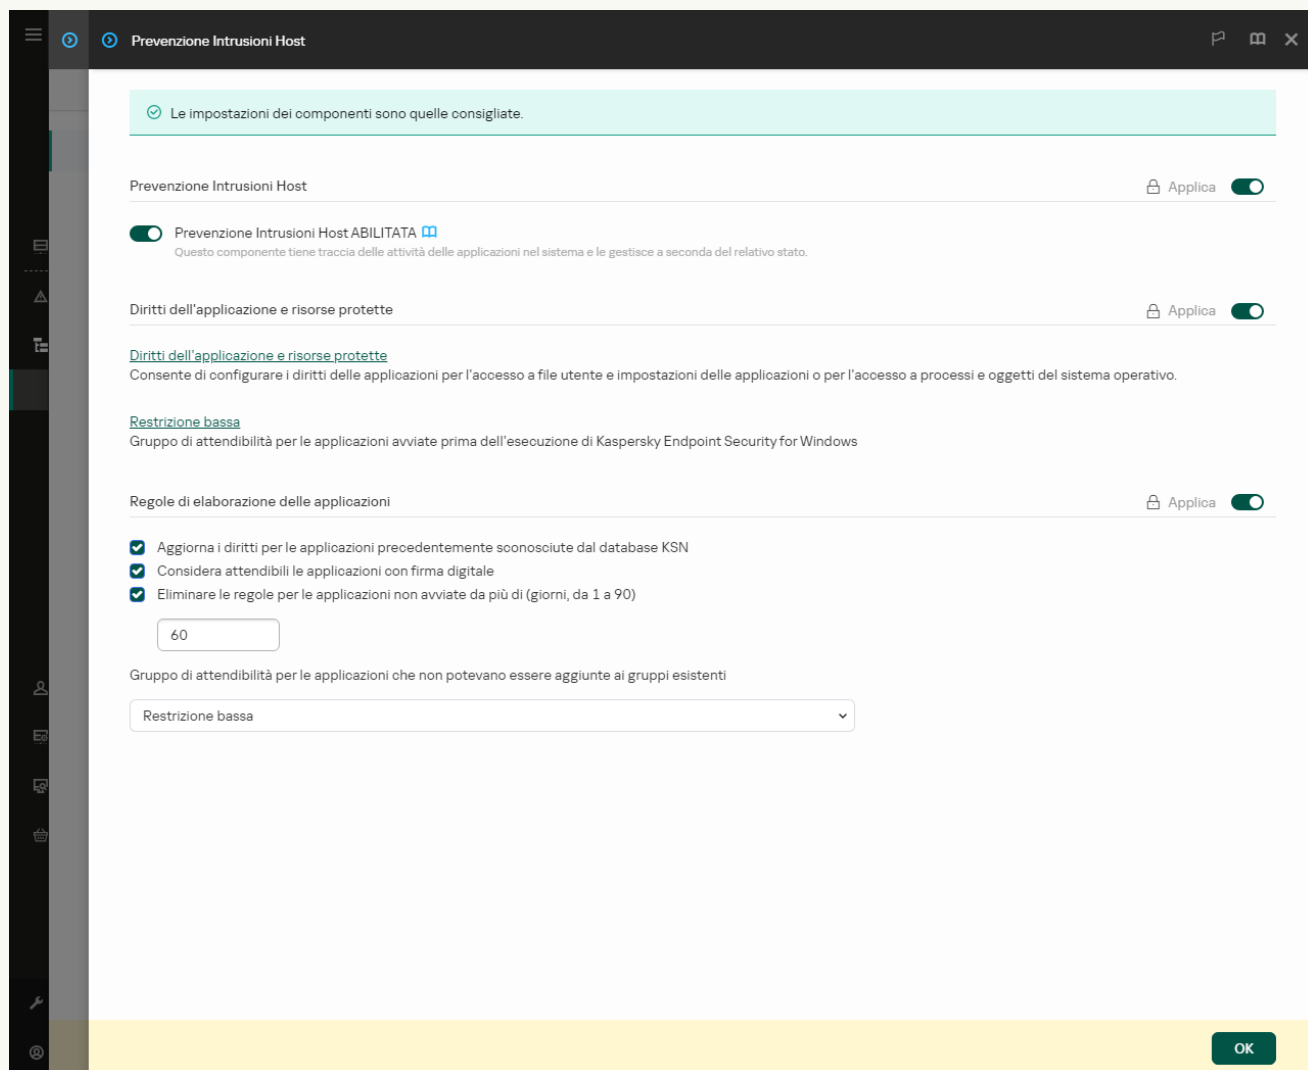 Prevenzione Intrusioni Host
Le impostazioni dei componenti sono quelle consigliate.
Prevenzione Intrusioni Host
Applica
Prevenzione Intrusioni Host ABILITATA
Questo componente tiene traccia delle attività delle applicazioni nel sistema e le gestisce a seconda del relativo stato.
Diritti dell'applicazione e risorse protette
Applica
Diritti dell'applicazione e risorse protette
Consente di configurare i diritti delle applicazioni per l'accesso a file utente e impostazioni delle applicazioni o per l'accesso a processi e oggetti del sistema operativo.
Restrizione bassa
Gruppo di attendibilità per le applicazioni avviate prima dell'esecuzione di Kaspersky Endpoint Security for Windows
Regole di elaborazione delle applicazioni
Applica
Aggiorna i diritti per le applicazioni precedentemente sconosciute dal database KSN
Considera attendibili le applicazioni con firma digitale
Eliminare le regole per le applicazioni non avviate da più di (giorni, da 1 a 90)
60
Gruppo di attendibilità per le applicazioni che non potevano essere aggiunte ai gruppi esistenti
Restrizione bassa
OK